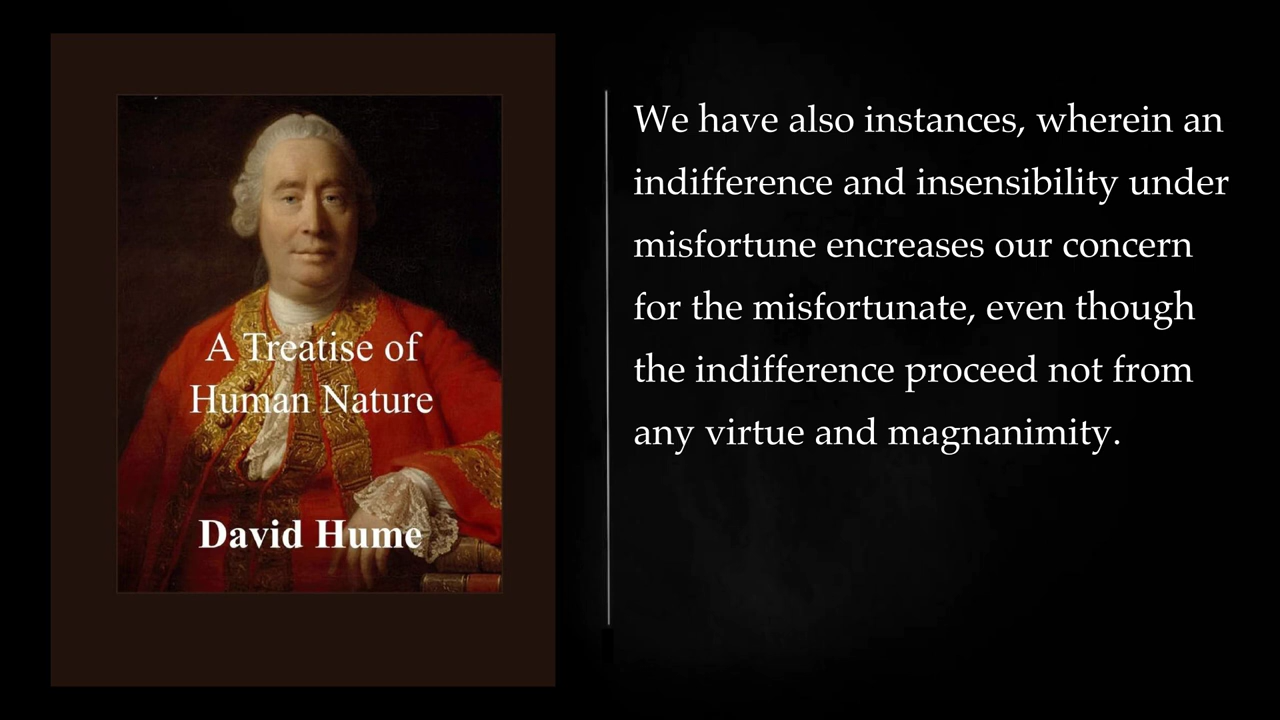 A Treatise of
Human Nature
David Hume
We have also instances, wherein an
indifference and insensibility under
misfortune encreases our concern
for the misfortunate, even though
the indifference proceed not from
any virtue and magnanimity.